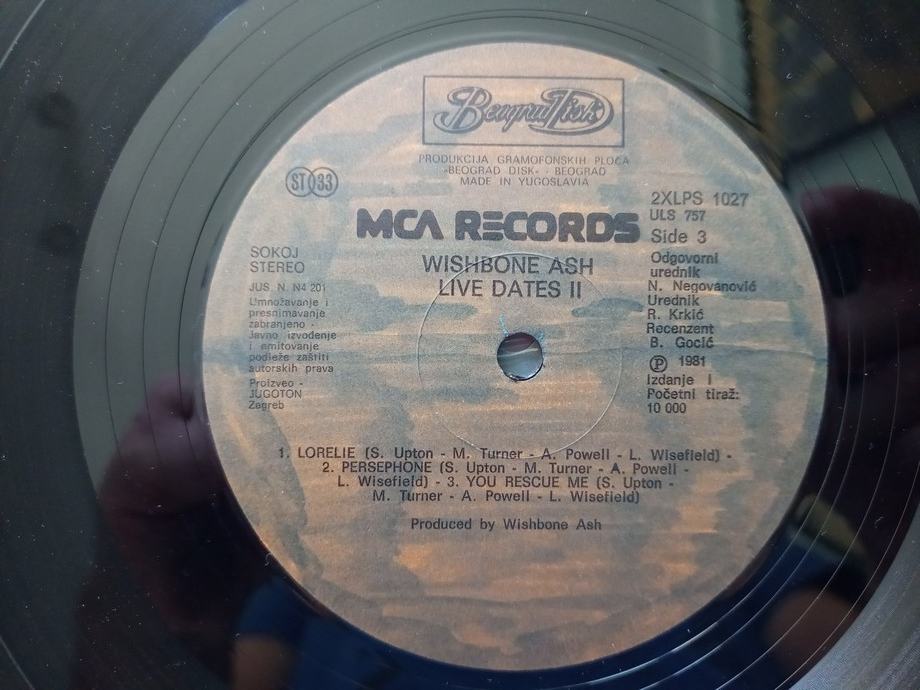 Beograd Disk
PRODUKCIJA GRAMOFONSKIH PLOČA
»BEOGRAD DISK« - BEOGRAD
MADE IN YUGOSLAVIA
ST 33
2XLPS 1027
ULS 757
MCA RECORDS
Side 3
SOKOJ
STEREO
WISHBONE ASH
LIVE DATES II
JUS. N. N4 201
Umnožavanje i
presnimavanje
zabranjeno -
Javno izvođenje
i emitovanje
podleže zaštiti
autorskih prava
Proizveo -
JUGOTON
Zagreb
Odgovorni
urednik
N. Negovanović
Urednik
R. Krkić
Recenzent
B. Gocić
Ⓟ 1981
Izdanje I
Početni tiraž:
10 000
1. LORELIE (S. Upton - M. Turner - A. Powell - L. Wisefield) -
2. PERSEPHONE (S. Upton - M. Turner - A. Powell -
L. Wisefield) - 3. YOU RESCUE ME (S. Upton -
M. Turner - A. Powell - L. Wisefield)
Produced by Wishbone Ash